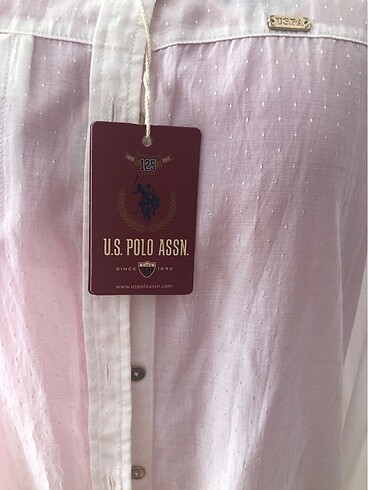 USPA
125
U.S. POLO ASSN.
SINCE 1890
www.uspoloassn.com